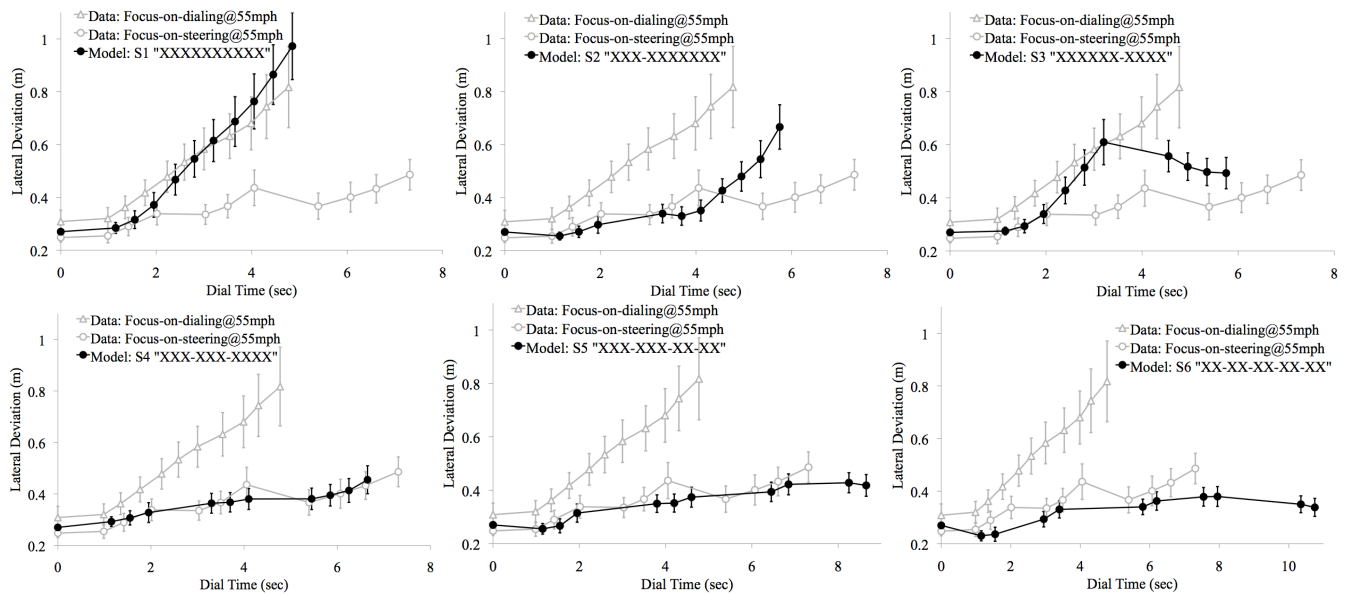 Data: Focus-on-dialing@55mph
Data: Focus-on-steering@55mph
Model: S1 "XXXXXXXXXX"
Lateral Deviation (m)
1
0.8
0.6
0.4
0.2
0 2 4 6 8
Dial Time (sec)
Data: Focus-on-dialing@55mph
Data: Focus-on-steering@55mph
Model: S2 "XXX-XXXXXXX"
Lateral Deviation (m)
1
0.8
0.6
0.4
0.2
0 2 4 6 8
Dial Time (sec)
Data: Focus-on-dialing@55mph
Data: Focus-on-steering@55mph
Model: S3 "XXXXXX-XXXX"
Lateral Deviation (m)
1
0.8
0.6
0.4
0.2
0 2 4 6 8
Dial Time (sec)
Data: Focus-on-dialing@55mph
Data: Focus-on-steering@55mph
Model: S4 "XXX-XXX-XXXX"
Lateral Deviation (m)
1
0.8
0.6
0.4
0.2
0 2 4 6 8
Dial Time (sec)
Data: Focus-on-dialing@55mph
Data: Focus-on-steering@55mph
Model: S5 "XXX-XXX-XX-XX"
Lateral Deviation (m)
1
0.8
0.6
0.4
0.2
0 2 4 6 8
Dial Time (sec)
Data: Focus-on-dialing@55mph
Data: Focus-on-steering@55mph
Model: S6 "XX-XX-XX-XX-XX"
Lateral Deviation (m)
1
0.8
0.6
0.4
0.2
0 2 4 6 8 10
Dial Time (sec)